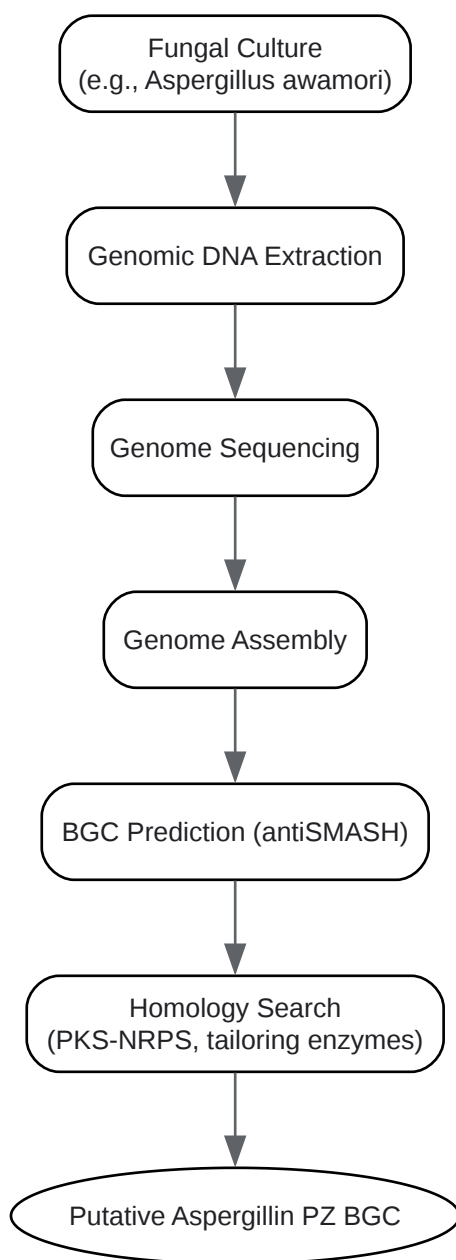 Fungal Culture
(e.g., Aspergillus awamori)
Genomic DNA Extraction
Genome Sequencing
Genome Assembly
BGC Prediction (antiSMASH)
Homology Search
(PKS-NRPS, tailoring enzymes)
Putative Aspergillin PZ BGC